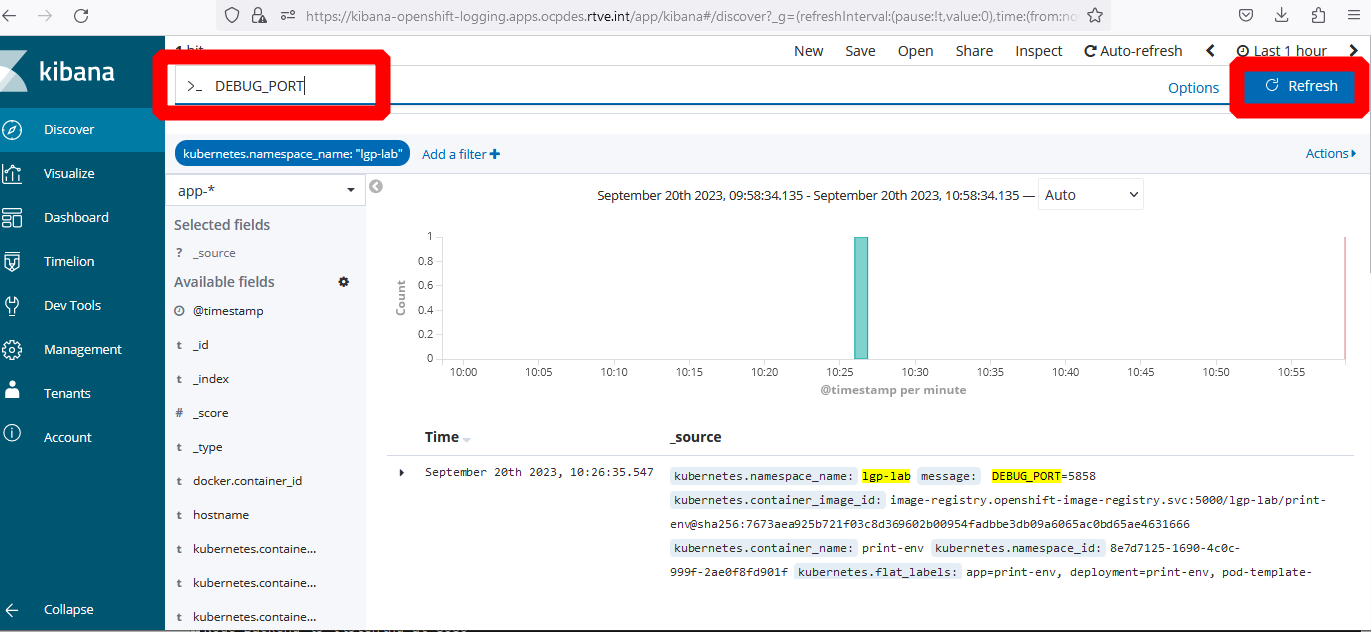 https://kibana-openshift-logging.apps.ocpdes.rtve.int/app/kibana#/discover?_g=(refreshInterval:(pause:!t,value:0),time:(from:no
kibana
Discover
Visualize
Dashboard
Timelion
Dev Tools
Management
Tenants
Account
Collapse
1 hit
New Save Open Share Inspect Auto-refresh Last 1 hour
>_ DEBUG_PORT
Options
Refresh
kubernetes.namespace_name: "lgp-lab"
Add a filter +
Actions
app-*
Selected fields
? _source
Available fields
@timestamp
t _id
t _index
# _score
t _type
t docker.container_id
t hostname
t kubernetes.containe...
t kubernetes.containe...
t kubernetes.containe...
September 20th 2023, 09:58:34.135 - September 20th 2023, 10:58:34.135 —
Auto
Count
1
0.8
0.6
0.4
0.2
0
10:00 10:05 10:10 10:15 10:20 10:25 10:30 10:35 10:40 10:45 10:50 10:55
@timestamp per minute
Time _source
September 20th 2023, 10:26:35.547
kubernetes.namespace_name: lgp-lab message: DEBUG_PORT=5858
kubernetes.container_image_id: image-registry.openshift-image-registry.svc:5000/lgp-lab/print-
env@sha256:7673aea925b721f03c8d369602b00954fadbbe3db09a6065ac0bd65ae4631666
kubernetes.container_name: print-env kubernetes.namespace_id: 8e7d7125-1690-4c0c-
999f-2ae0f8fd901f kubernetes.flat_labels: app=print-env, deployment=print-env, pod-template-